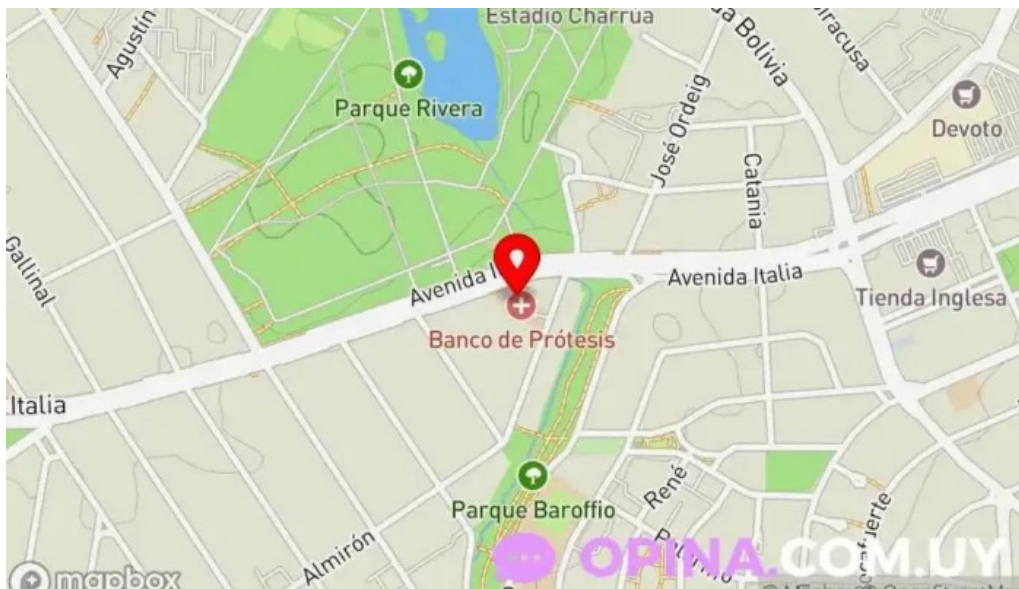 Estadio Charrúa
Agustín
Parque Rivera
José Ordeig
Bolivia
Devoto
Catania
Gallinal
Avenida
Avenida Italia
Tienda Inglesa
Banco de Prótesis
Italia
Parque Baroffio
René
Almirón
OPINA.COM.UY
mapbox